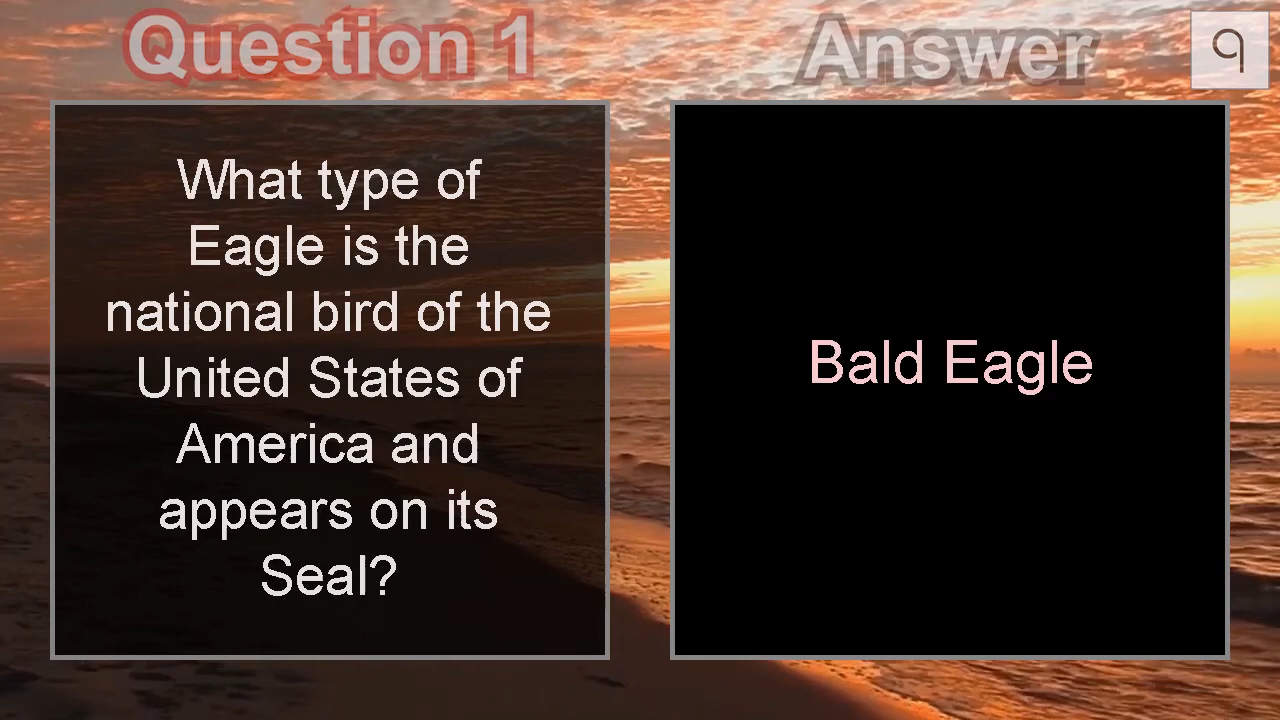 Question 1
Answer
What type of
Eagle is the
national bird of the
United States of
America and
appears on its
Seal?
Bald Eagle